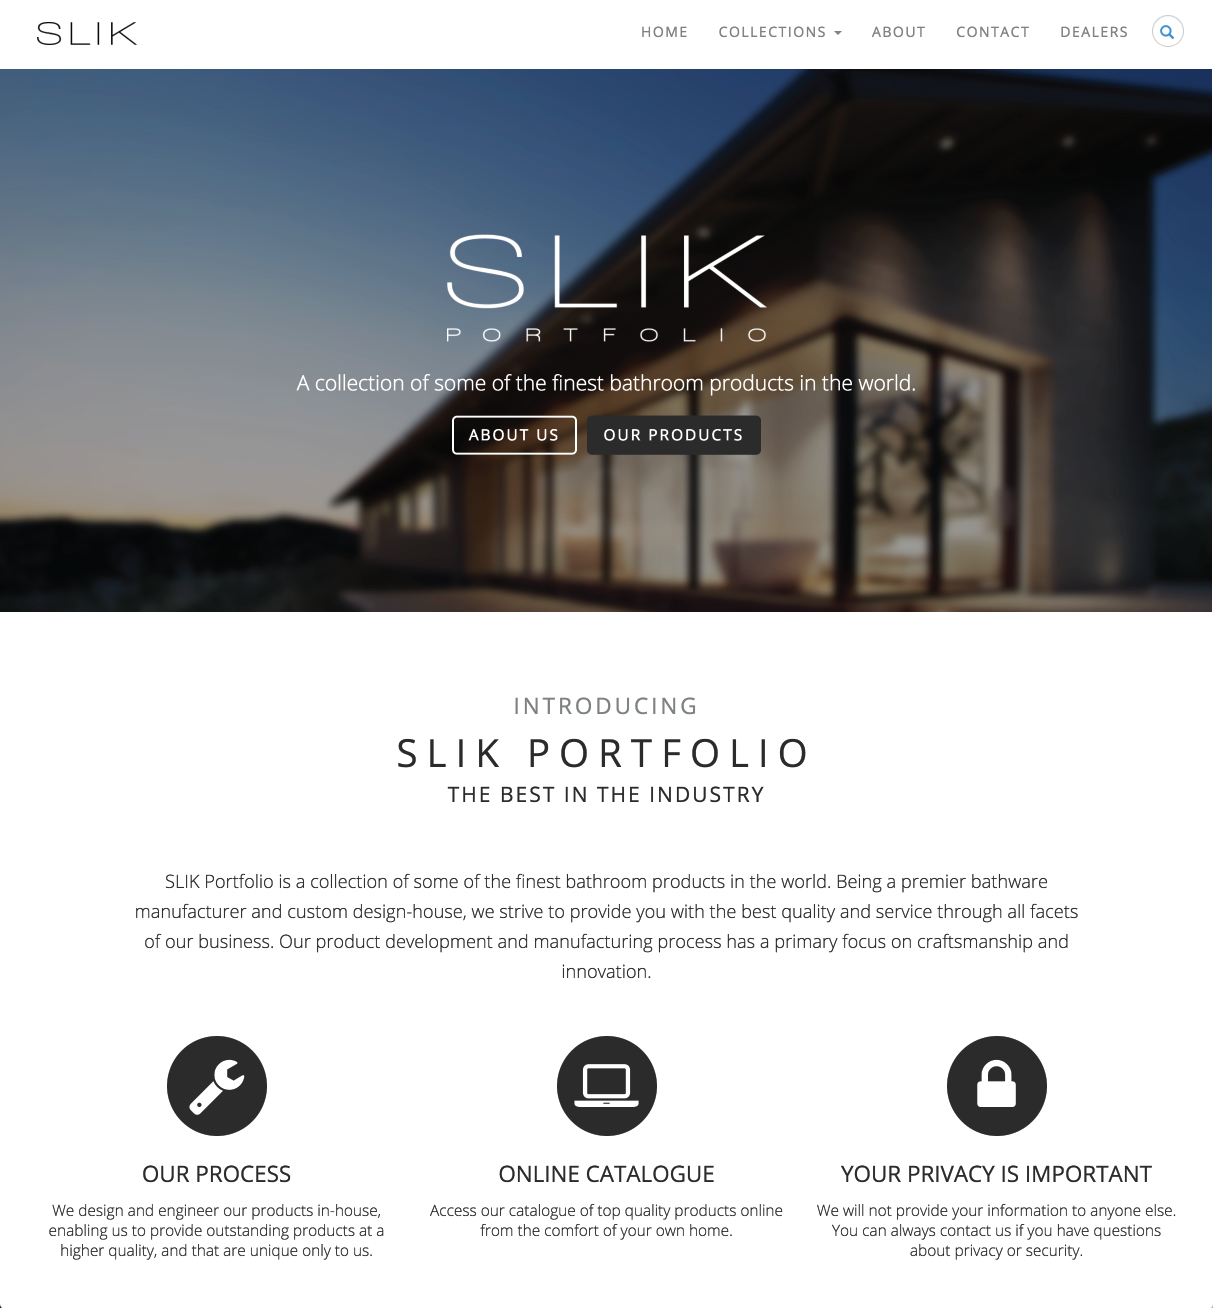 SLIK
HOME
COLLECTIONS
ABOUT
CONTACT
DEALERS
SLIK
PORTFOLIO
A collection of some of the finest bathroom products in the world.
ABOUT US
OUR PRODUCTS
INTRODUCING
SLIK PORTFOLIO
THE BEST IN THE INDUSTRY
SLIK Portfolio is a collection of some of the finest bathroom products in the world. Being a premier bathware
manufacturer and custom design-house, we strive to provide you with the best quality and service through all facets
of our business. Our product development and manufacturing process has a primary focus on craftsmanship and
innovation.
OUR PROCESS
We design and engineer our products in-house,
enabling us to provide outstanding products at a
higher quality, and that are unique only to us.
ONLINE CATALOGUE
Access our catalogue of top quality products online
from the comfort of your own home.
YOUR PRIVACY IS IMPORTANT
We will not provide your information to anyone else.
You can always contact us if you have questions
about privacy or security.